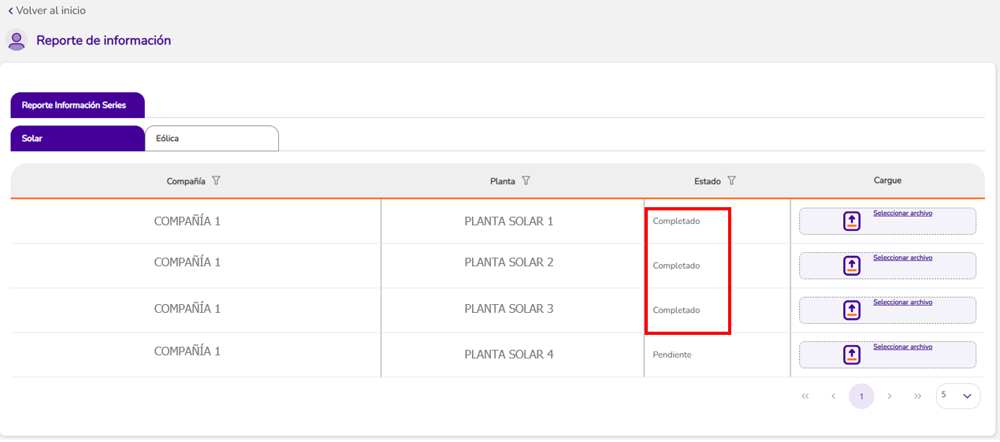 Volver al inicio
Reporte de información
Reporte Información Series
Solar
Eólica
Compañía
Planta
Estado
Cargue
COMPAÑÍA 1
PLANTA SOLAR 1
Completado
Seleccionar archivo
COMPAÑÍA 1
PLANTA SOLAR 2
Completado
Seleccionar archivo
COMPAÑÍA 1
PLANTA SOLAR 3
Completado
Seleccionar archivo
COMPAÑÍA 1
PLANTA SOLAR 4
Pendiente
Seleccionar archivo
1
5